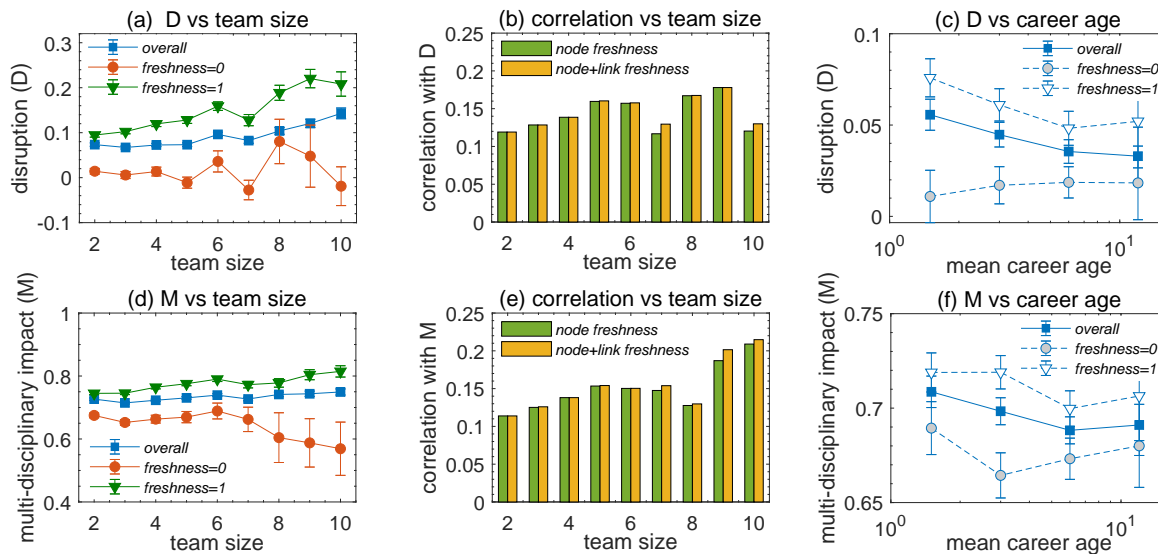 (a) D vs team size
disruption (D)
0.3
0.2
0.1
0
-0.1
overall
freshness=0
freshness=1
2 4 6 8 10
team size
(b) correlation vs team size
correlation with D
0.25
0.2
0.15
0.1
0.05
0
node freshness
node+link freshness
2 4 6 8 10
team size
(c) D vs career age
disruption (D)
0.1
0.05
0
overall
freshness=0
freshness=1
10^0 10^1
mean career age
(d) M vs team size
multi-disciplinary impact (M)
1
0.8
0.6
0.4
overall
freshness=0
freshness=1
2 4 6 8 10
team size
(e) correlation vs team size
correlation with M
0.25
0.2
0.15
0.1
0.05
0
node freshness
node+link freshness
2 4 6 8 10
team size
(f) M vs career age
multi-disciplinary impact (M)
0.75
0.7
0.65
overall
freshness=0
freshness=1
10^0 10^1
mean career age